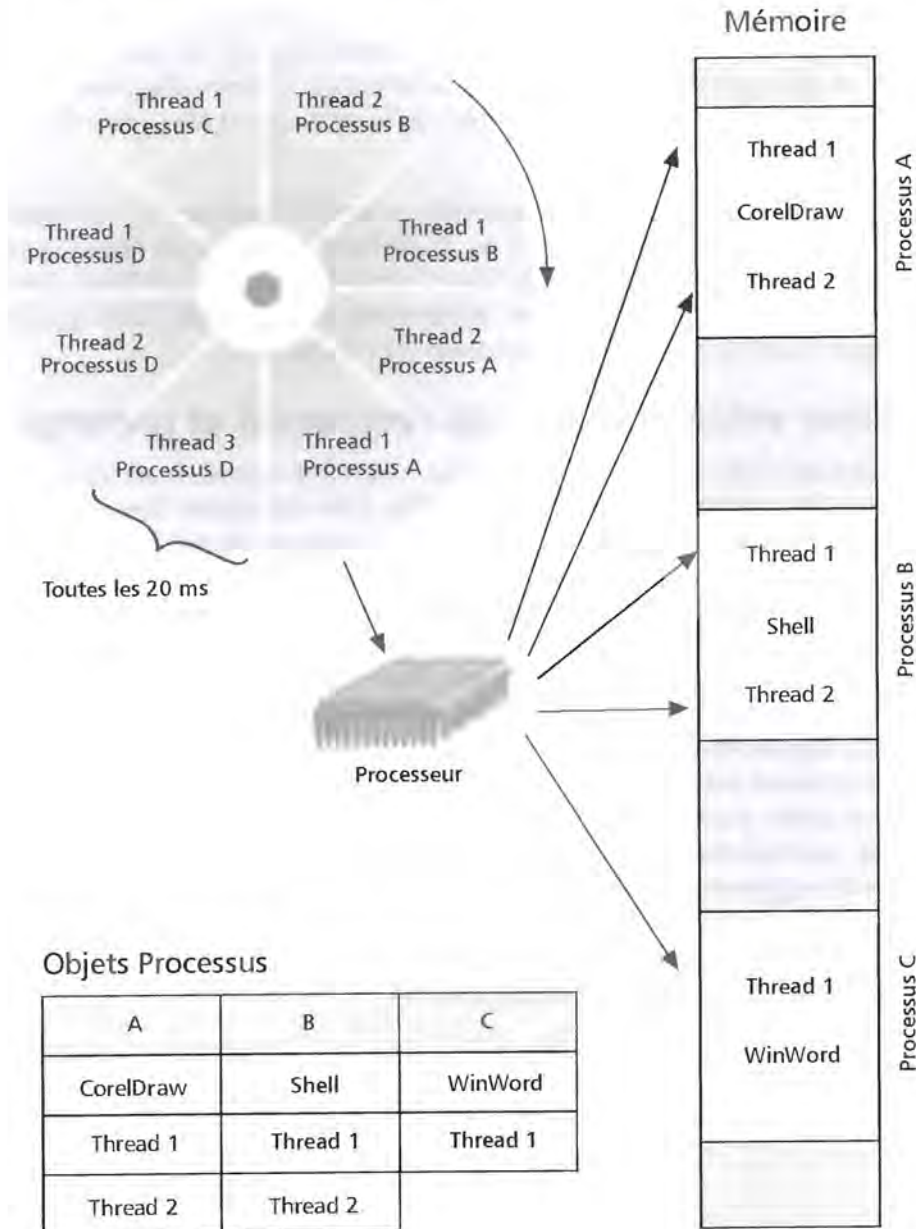 Mémoire
Thread 1
Processus C
Thread 2
Processus B
Thread 1
Processus D
Thread 1
Processus B
Thread 2
Processus D
Thread 2
Processus A
Thread 3
Processus D
Thread 1
Processus A
Toutes les 20 ms
Processeur
Thread 1
CorelDraw
Thread 2
Processus A
Thread 1
Shell
Thread 2
Processus B
Thread 1
WinWord
Processus C
Objets Processus
A B C
CorelDraw Shell WinWord
Thread 1 Thread 1 Thread 1
Thread 2 Thread 2